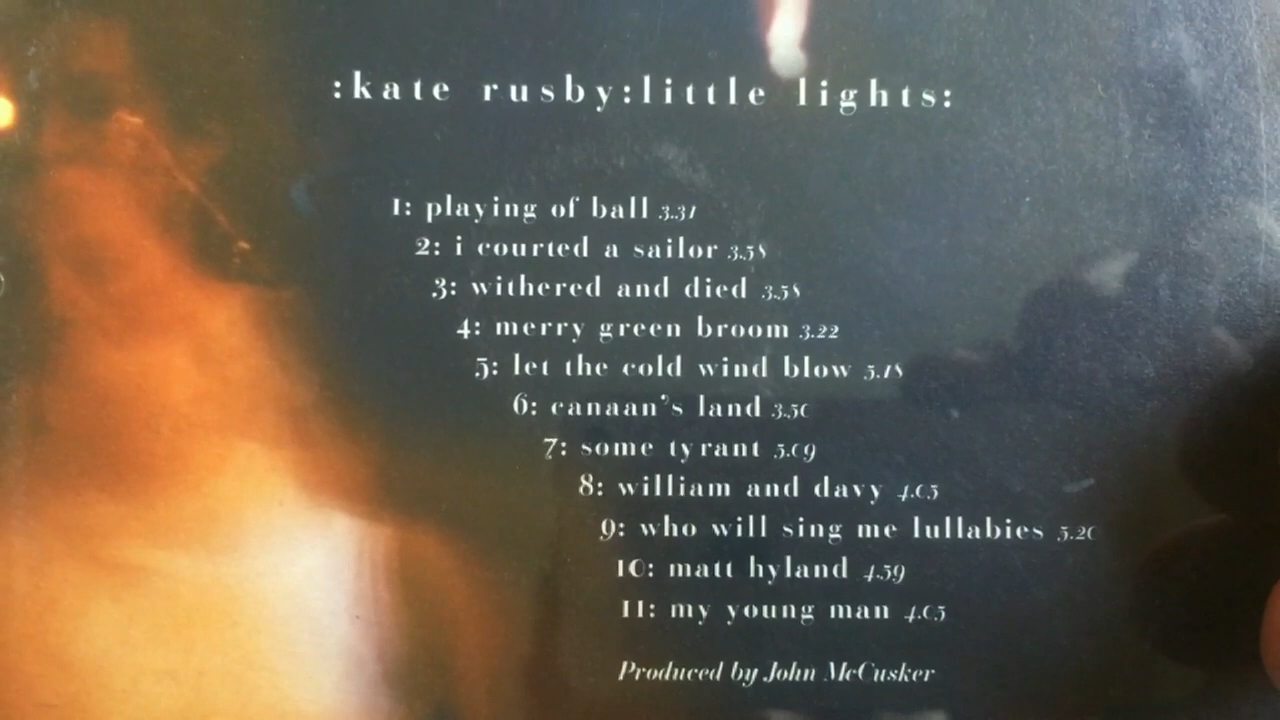 :kate rusby:little lights:
1: playing of ball 3.31
2: i courted a sailor 3.58
3: withered and died 3.58
4: merry green broom 3.22
5: let the cold wind blow 5.18
6: canaan's land 3.50
7: some tyrant 5.09
8: william and davy 4.05
9: who will sing me lullabies 5.20
10: matt hyland 4.59
11: my young man 4.05
Produced by John McCusker